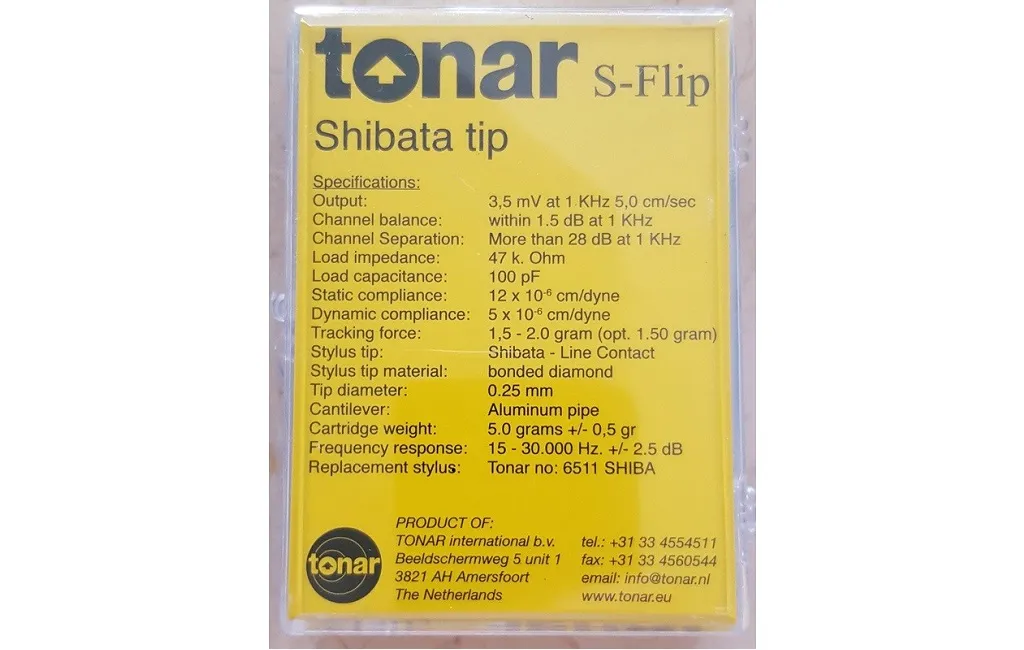 tonar S-Flip
Shibata tip
Specifications:
Output: 3,5 mV at 1 KHz 5,0 cm/sec
Channel balance: within 1.5 dB at 1 KHz
Channel Separation: More than 28 dB at 1 KHz
Load impedance: 47 k. Ohm
Load capacitance: 100 pF
Static compliance: 12 x 10⁻⁶ cm/dyne
Dynamic compliance: 5 x 10⁻⁶ cm/dyne
Tracking force: 1,5 - 2.0 gram (opt. 1.50 gram)
Stylus tip: Shibata - Line Contact
Stylus tip material: bonded diamond
Tip diameter: 0.25 mm
Cantilever: Aluminum pipe
Cartridge weight: 5.0 grams +/- 0,5 gr
Frequency response: 15 - 30.000 Hz. +/- 2.5 dB
Replacement stylus: Tonar no: 6511 SHIBA
PRODUCT OF:
TONAR international b.v. tel.: +31 33 4554511
Beeldschermweg 5 unit 1 fax: +31 33 4560544
3821 AH Amersfoort email: info@tonar.nl
The Netherlands www.tonar.eu
tonar